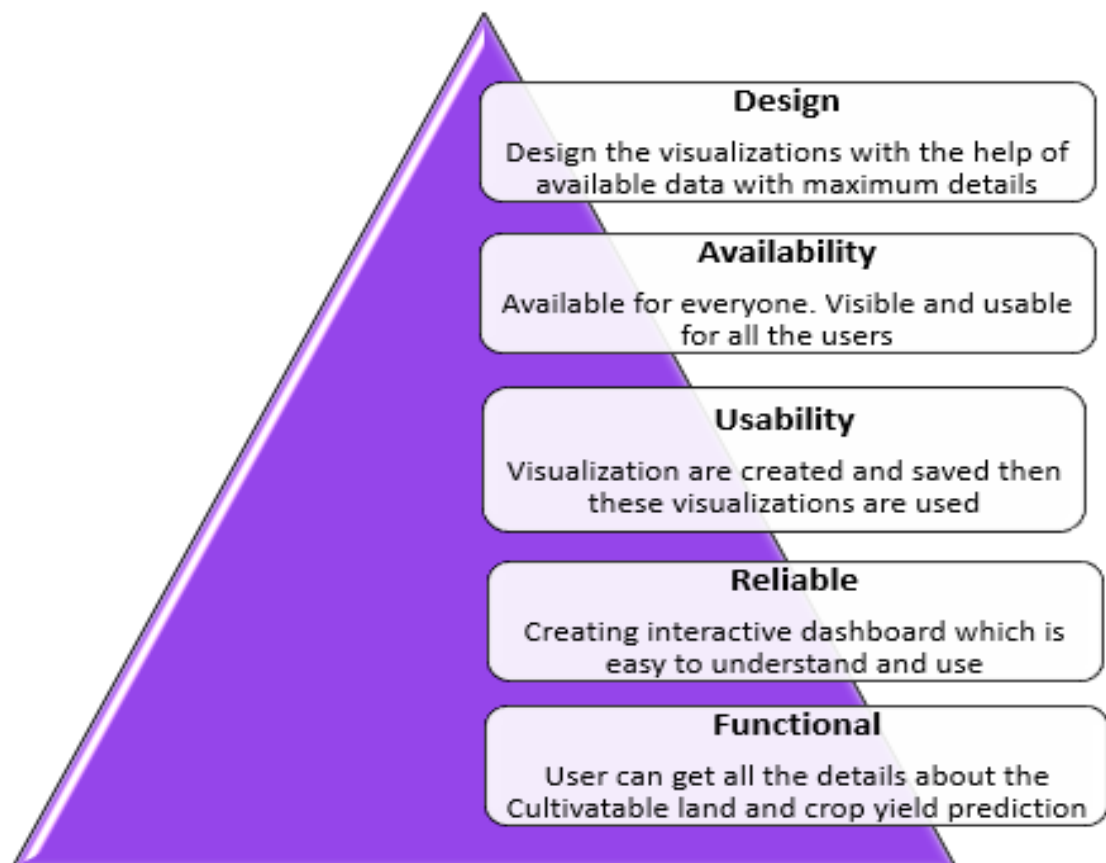 Design
Design the visualizations with the help of
available data with maximum details
Availability
Available for everyone. Visible and usable
for all the users
Usability
Visualization are created and saved then
these visualizations are used
Reliable
Creating interactive dashboard which is
easy to understand and use
Functional
User can get all the details about the
Cultivatable land and crop yield prediction